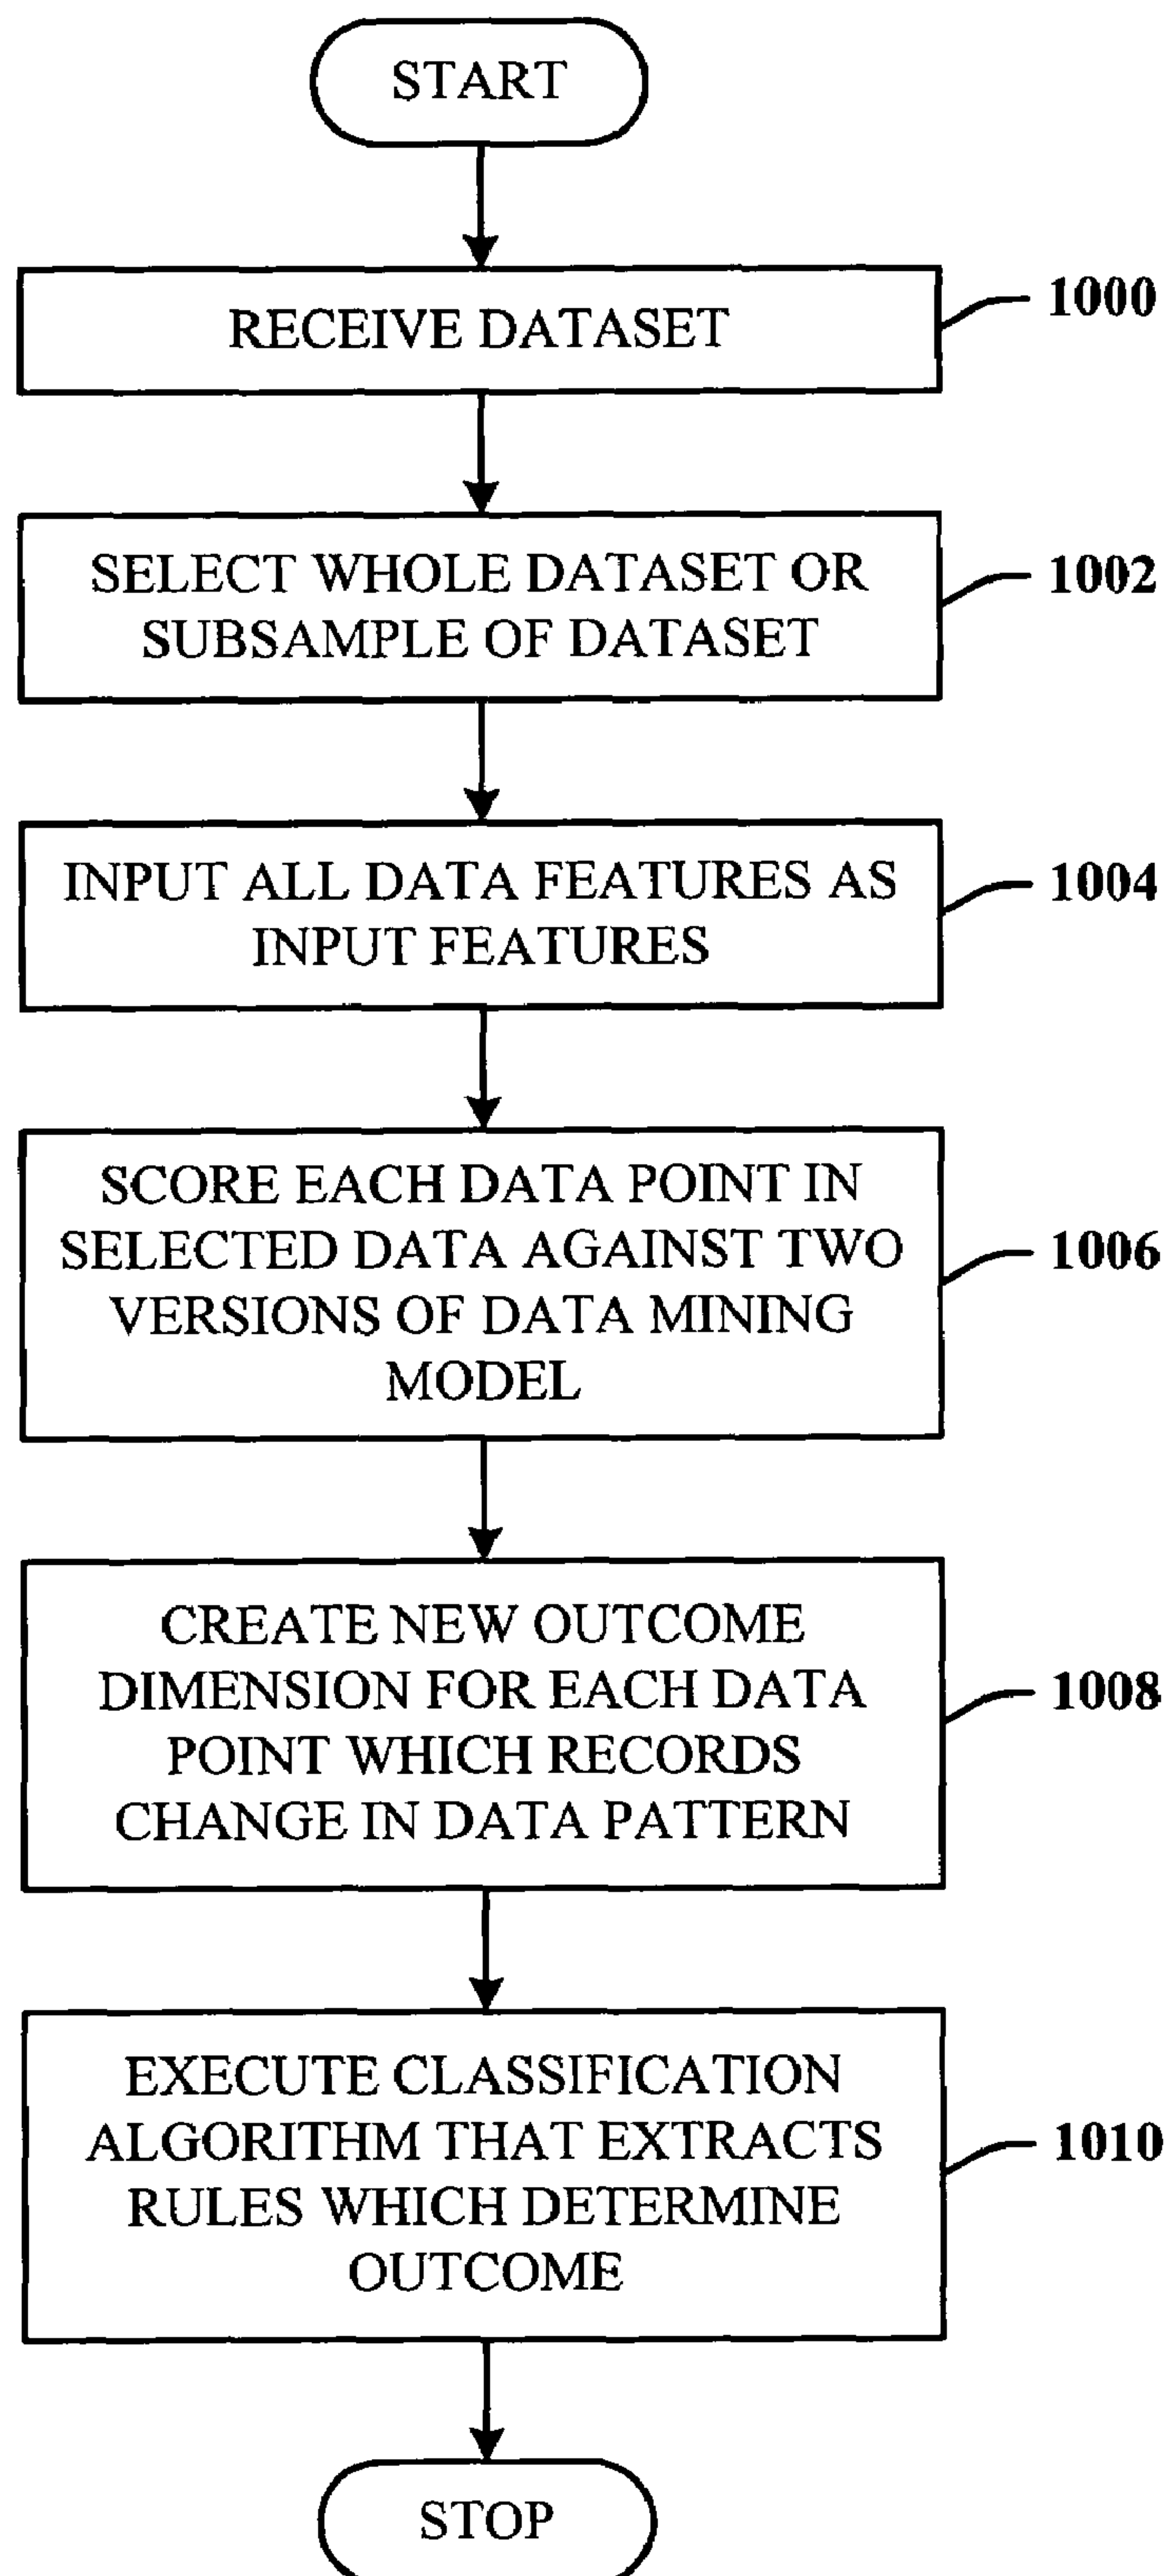 START
RECEIVE DATASET
1000
SELECT WHOLE DATASET OR
SUBSAMPLE OF DATASET
1002
INPUT ALL DATA FEATURES AS
INPUT FEATURES
1004
SCORE EACH DATA POINT IN
SELECTED DATA AGAINST TWO
VERSIONS OF DATA MINING
MODEL
1006
CREATE NEW OUTCOME
DIMENSION FOR EACH DATA
POINT WHICH RECORDS
CHANGE IN DATA PATTERN
1008
EXECUTE CLASSIFICATION
ALGORITHM THAT EXTRACTS
RULES WHICH DETERMINE
OUTCOME
1010
STOP